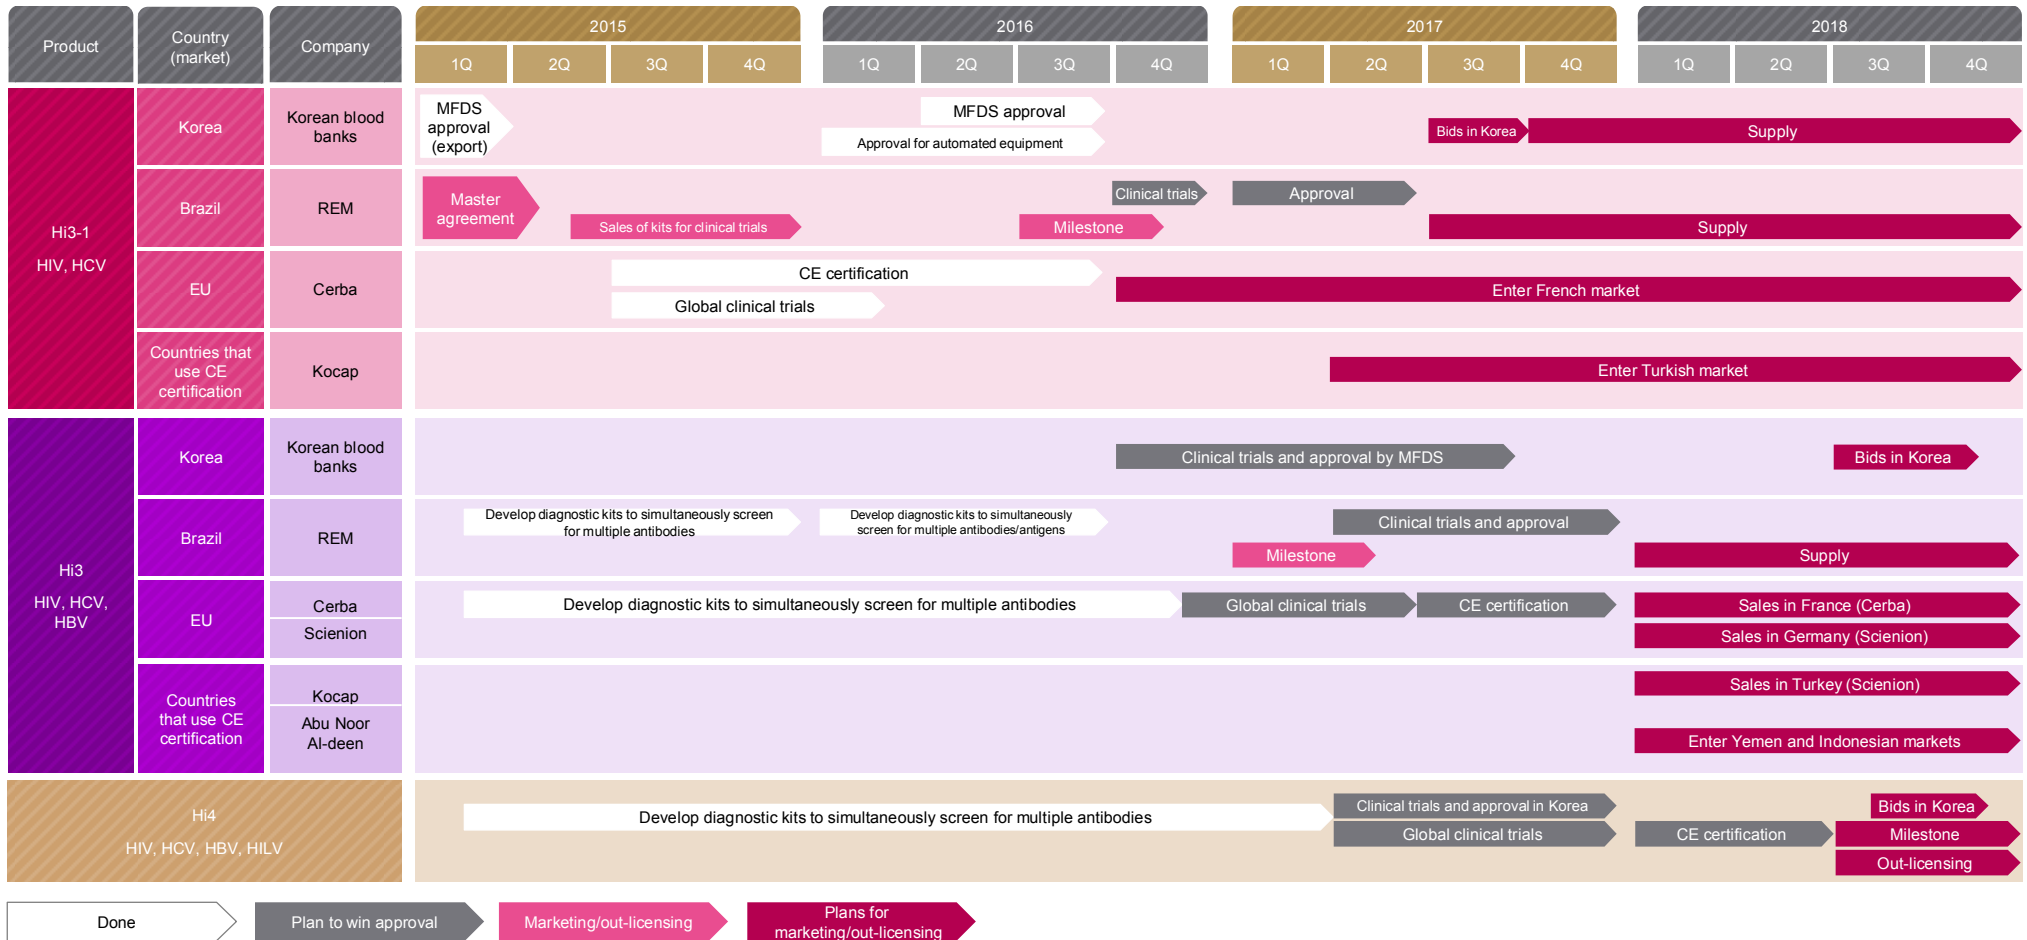 Product
Country
(market)
Company
2015
2016
2017
2018
1Q
2Q
3Q
4Q
1Q
2Q
3Q
4Q
1Q
2Q
3Q
4Q
1Q
2Q
3Q
4Q
Hi3-1
HIV, HCV
Korea
Korean blood
banks
MFDS
approval
(export)
MFDS approval
Approval for automated equipment
Bids in Korea
Supply
Brazil
REM
Master
agreement
Sales of kits for clinical trials
Milestone
Clinical trials
Approval
Supply
EU
Cerba
CE certification
Global clinical trials
Enter French market
Countries that
use CE
certification
Kocap
Enter Turkish market
Hi3
HIV, HCV,
HBV
Korea
Korean blood
banks
Clinical trials and approval by MFDS
Bids in Korea
Brazil
REM
Develop diagnostic kits to simultaneously screen
for multiple antibodies
Develop diagnostic kits to simultaneously
screen for multiple antibodies/antigens
Clinical trials and approval
Milestone
Supply
EU
Cerba
Scienion
Develop diagnostic kits to simultaneously screen for multiple antibodies
Global clinical trials
CE certification
Sales in France (Cerba)
Sales in Germany (Scienion)
Countries
that use CE
certification
Kocap
Abu Noor
Al-deen
Sales in Turkey (Scienion)
Enter Yemen and Indonesian markets
Hi4
HIV, HCV, HBV, HILV
Develop diagnostic kits to simultaneously screen for multiple antibodies
Clinical trials and approval in Korea
Global clinical trials
CE certification
Bids in Korea
Milestone
Out-licensing
Done
Plan to win approval
Marketing/out-licensing
Plans for
marketing/out-licensing